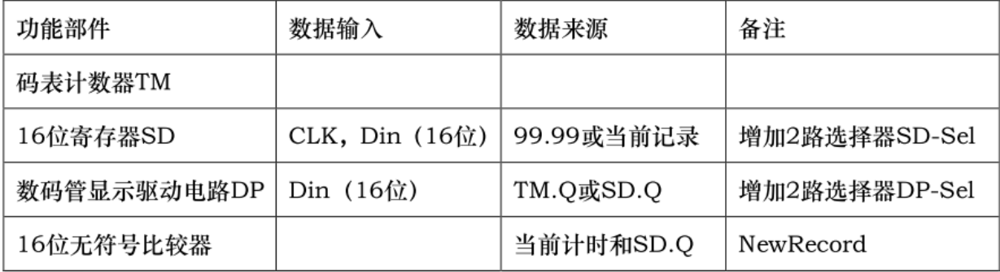 功能部件 数据输入 数据来源 备注
码表计数器TM
16位寄存器SD CLK，Din（16位） 99.99或当前记录 增加2路选择器SD-Sel
数码管显示驱动电路DP Din（16位） TM.Q或SD.Q 增加2路选择器DP-Sel
16位无符号比较器 当前计时和SD.Q NewRecord